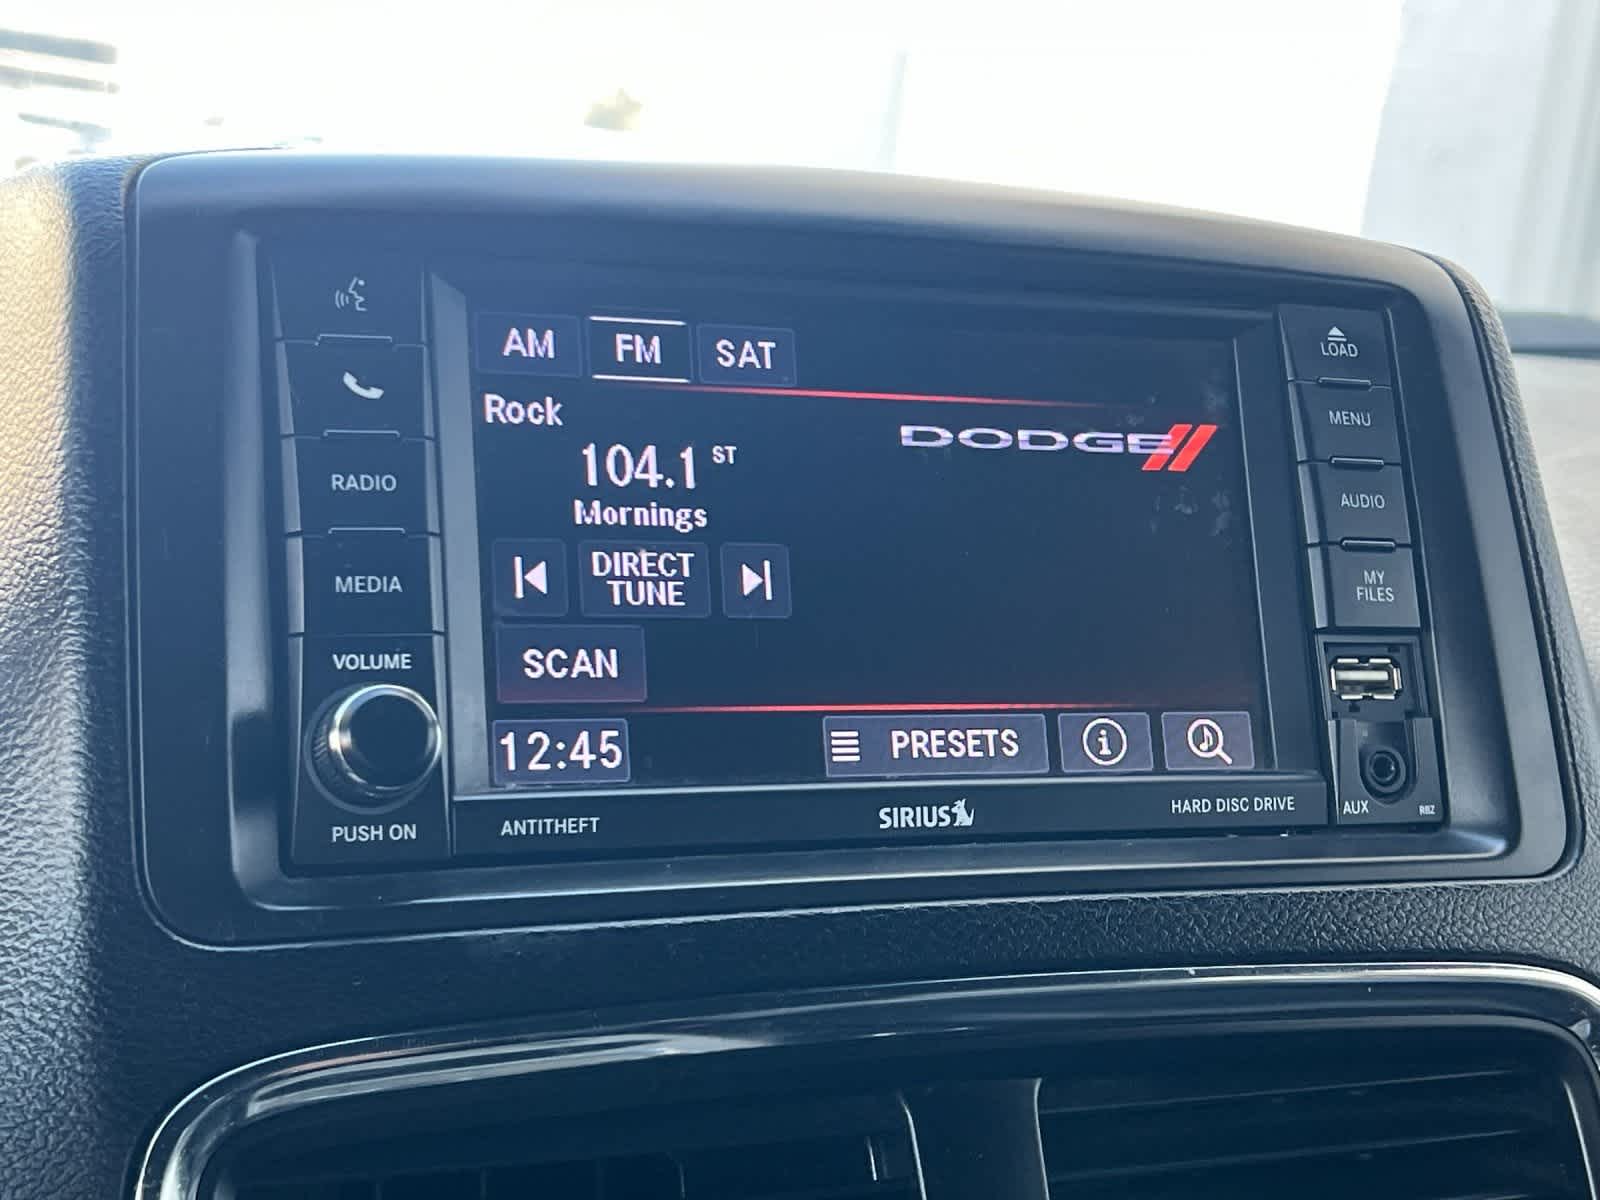 AM FM SAT
Rock
104.1 ST
Mornings
DIRECT
TUNE
SCAN
12:45 PRESETS i
DODGE
RADIO
MEDIA
VOLUME
PUSH ON
ANTITHEFT
SIRIUS
HARD DISC DRIVE
LOAD
MENU
AUDIO
MY
FILES
AUX
RBZ